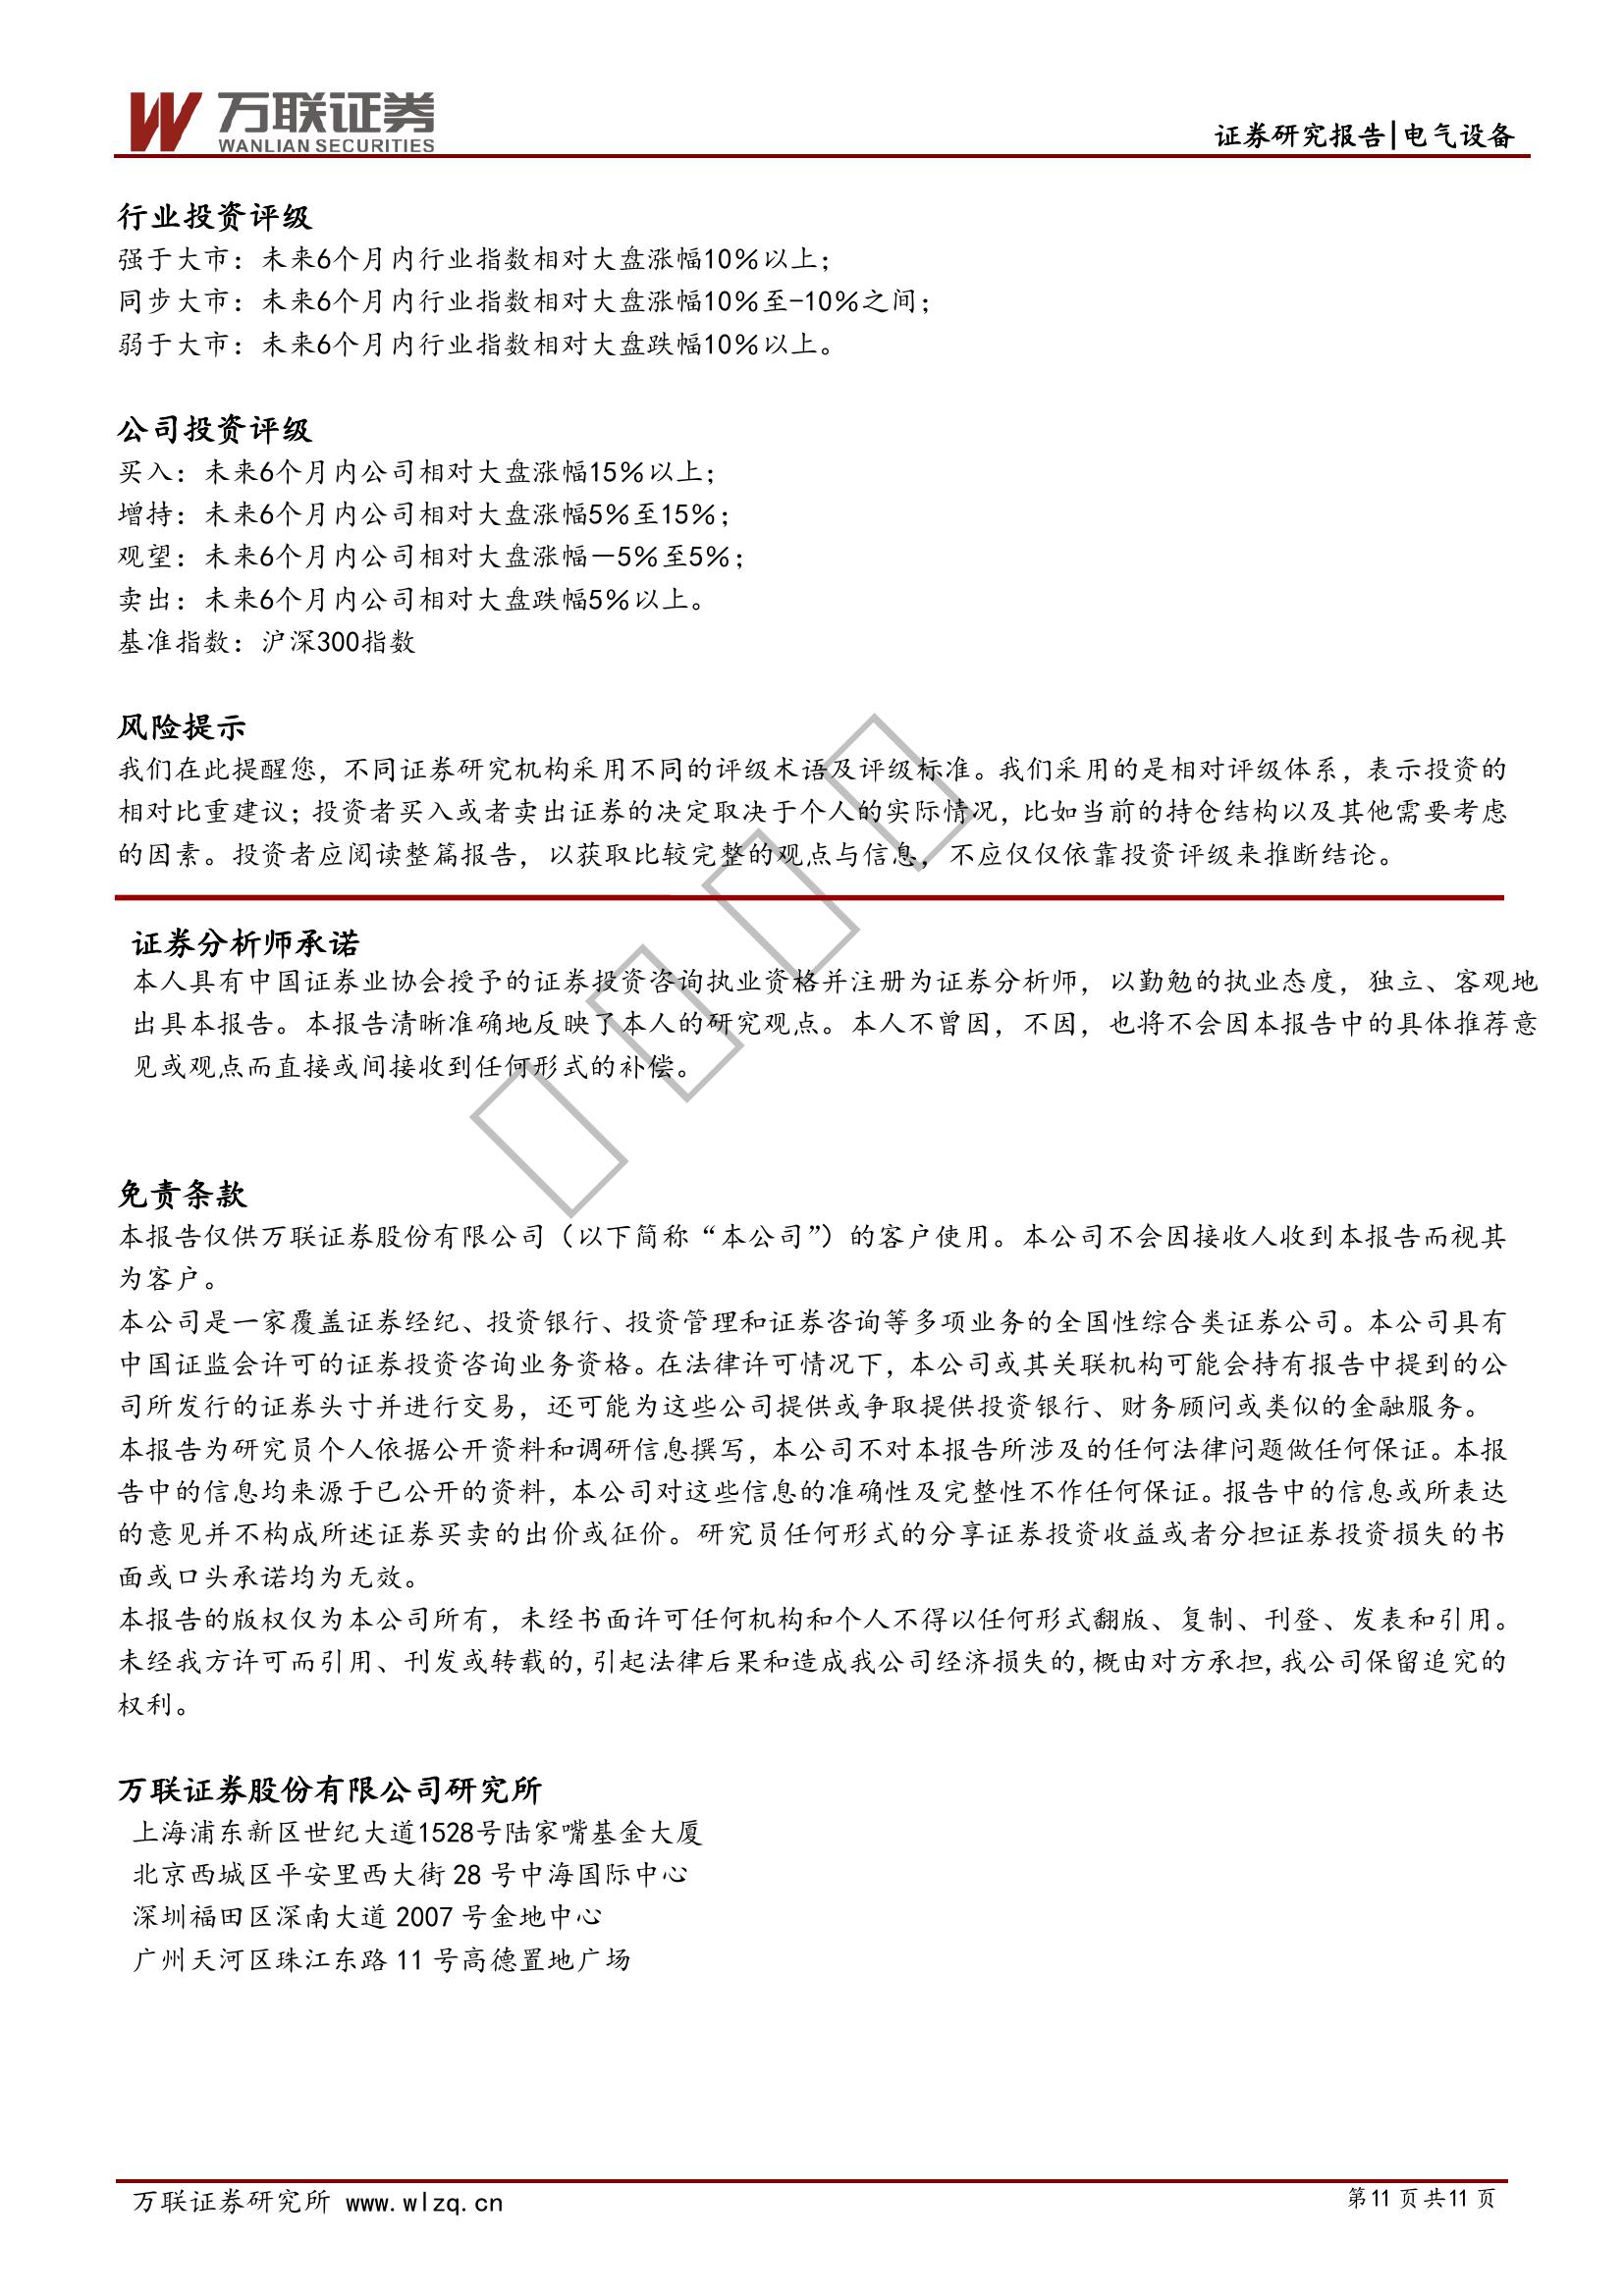 万联证券
WANLIAN SECURITIES
证券研究报告|电气设备
行业投资评级
强于大市：未来6个月内行业指数相对大盘涨幅10％以上；
同步大市：未来6个月内行业指数相对大盘涨幅10％至-10％之间；
弱于大市：未来6个月内行业指数相对大盘跌幅10％以上。
公司投资评级
买入：未来6个月内公司相对大盘涨幅15％以上；
增持：未来6个月内公司相对大盘涨幅5％至15％；
观望：未来6个月内公司相对大盘涨幅－5％至5％；
卖出：未来6个月内公司相对大盘跌幅5％以上。
基准指数：沪深300指数
风险提示
我们在此提醒您，不同证券研究机构采用不同的评级术语及评级标准。我们采用的是相对评级体系，表示投资的
相对比重建议；投资者买入或者卖出证券的决定取决于个人的实际情况，比如当前的持仓结构以及其他需要考虑
的因素。投资者应阅读整篇报告，以获取比较完整的观点与信息，不应仅仅依靠投资评级来推断结论。
证券分析师承诺
本人具有中国证券业协会授予的证券投资咨询执业资格并注册为证券分析师，以勤勉的执业态度，独立、客观地
出具本报告。本报告清晰准确地反映了本人的研究观点。本人不曾因，不因，也将不会因本报告中的具体推荐意
见或观点而直接或间接收到任何形式的补偿。
免责条款
本报告仅供万联证券股份有限公司（以下简称“本公司”）的客户使用。本公司不会因接收人收到本报告而视其
为客户。
本公司是一家覆盖证券经纪、投资银行、投资管理和证券咨询等多项业务的全国性综合类证券公司。本公司具有
中国证监会许可的证券投资咨询业务资格。在法律许可情况下，本公司或其关联机构可能会持有报告中提到的公
司所发行的证券头寸并进行交易，还可能为这些公司提供或争取提供投资银行、财务顾问或类似的金融服务。
本报告为研究员个人依据公开资料和调研信息撰写，本公司不对本报告所涉及的任何法律问题做任何保证。本报
告中的信息均来源于已公开的资料，本公司对这些信息的准确性及完整性不作任何保证。报告中的信息或所表达
的意见并不构成所述证券买卖的出价或征价。研究员任何形式的分享证券投资收益或者分担证券投资损失的书
面或口头承诺均为无效。
本报告的版权仅为本公司所有，未经书面许可任何机构和个人不得以任何形式翻版、复制、刊登、发表和引用。
未经我方许可而引用、刊发或转载的,引起法律后果和造成我公司经济损失的,概由对方承担,我公司保留追究的
权利。
万联证券股份有限公司研究所
上海浦东新区世纪大道1528号陆家嘴基金大厦
北京西城区平安里西大街 28 号中海国际中心
深圳福田区深南大道 2007 号金地中心
广州天河区珠江东路 11 号高德置地广场
万联证券研究所 www.wlzq.cn
第11 页 共11 页